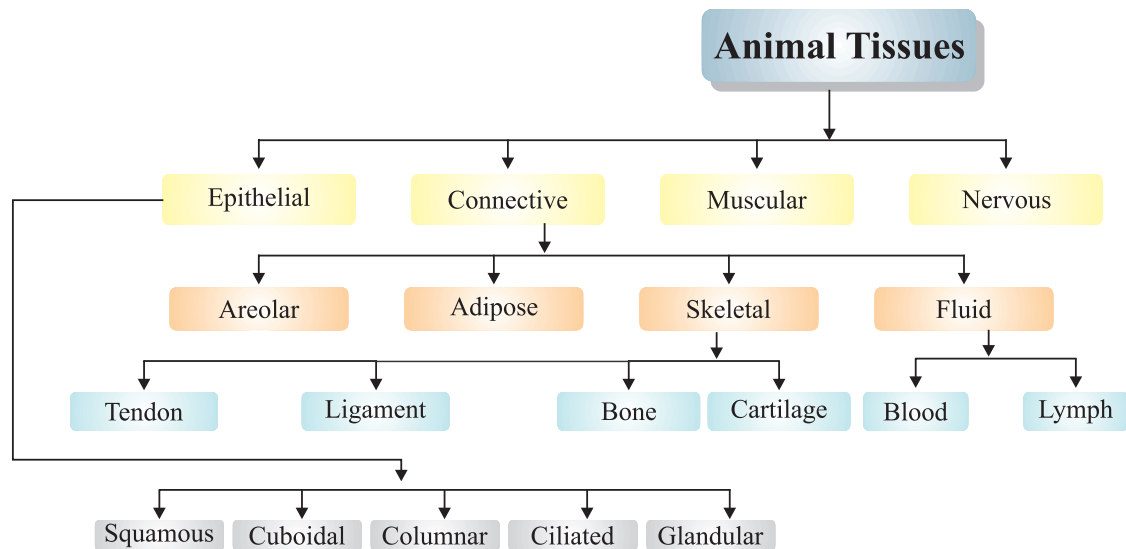 Animal Tissues
Epithelial
Connective
Muscular
Nervous
Areolar
Adipose
Skeletal
Fluid
Tendon
Ligament
Bone
Cartilage
Blood
Lymph
Squamous
Cuboidal
Columnar
Ciliated
Glandular